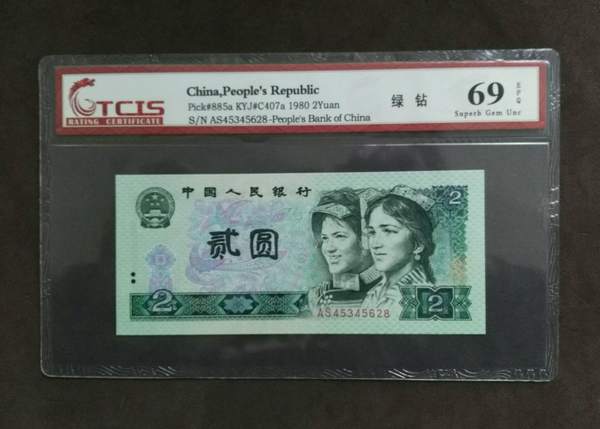 TCIS
RATING CERTIFICATE
China,People's Republic
Pick#885a KYJ#C407a 1980 2Yuan
S/N AS45345628-People's Bank of China
绿 钻
69
EPQ
Superb Gem Unc
中国人民银行
贰圆
2
2
2
AS45345628